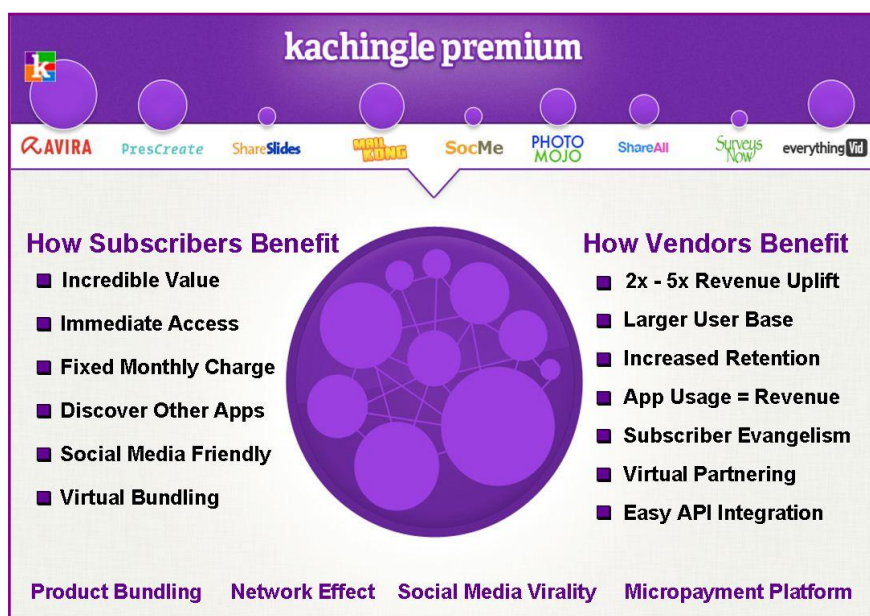 kachingle premium
k
AVIRA
PresCreate
ShareSlides
MAIL KONG
SocMe
PHOTO MOJO
ShareAll
Surveys Now
everythingVid
How Subscribers Benefit
Incredible Value
Immediate Access
Fixed Monthly Charge
Discover Other Apps
Social Media Friendly
Virtual Bundling
How Vendors Benefit
2x - 5x Revenue Uplift
Larger User Base
Increased Retention
App Usage = Revenue
Subscriber Evangelism
Virtual Partnering
Easy API Integration
Product Bundling Network Effect Social Media Virality Micropayment Platform